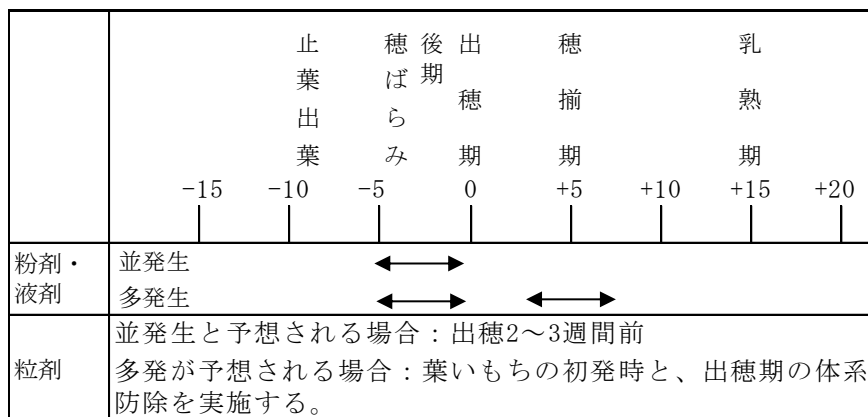 止葉出葉
穂ばらみ
後期
出穂期
穂揃期
乳熟期
-15 -10 -5 0 +5 +10 +15 +20
粉剤・
液剤
並発生
多発生
粒剤
並発生と予想される場合：出穂2～3週間前
多発が予想される場合：葉いもちの初発時と、出穂期の体系
防除を実施する。